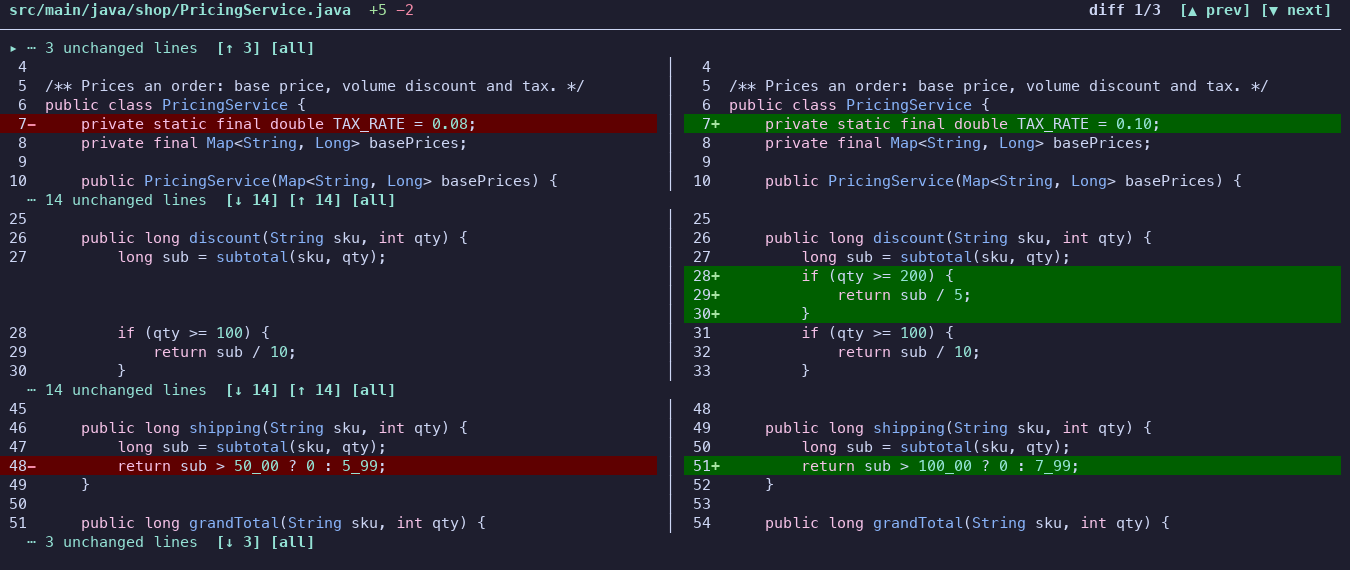 src/main/java/shop/PricingService.java  +5 −2    diff 1/3  [▲ prev] [▼ next]
▸ ⋯ 3 unchanged lines  [↑ 3] [all]
4    4
5  /** Prices an order: base price, volume discount and tax. */    5  /** Prices an order: base price, volume discount and tax. */
6  public class PricingService {    6  public class PricingService {
7−     private static final double TAX_RATE = 0.08;    7+     private static final double TAX_RATE = 0.10;
8      private final Map<String, Long> basePrices;    8      private final Map<String, Long> basePrices;
9    9
10      public PricingService(Map<String, Long> basePrices) {    10      public PricingService(Map<String, Long> basePrices) {
⋯ 14 unchanged lines  [↓ 14] [↑ 14] [all]
25    25
26      public long discount(String sku, int qty) {    26      public long discount(String sku, int qty) {
27          long sub = subtotal(sku, qty);    27          long sub = subtotal(sku, qty);
28+         if (qty >= 200) {
29+             return sub / 5;
30+         }
28          if (qty >= 100) {    31          if (qty >= 100) {
29              return sub / 10;    32              return sub / 10;
30          }    33          }
⋯ 14 unchanged lines  [↓ 14] [↑ 14] [all]
45    48
46      public long shipping(String sku, int qty) {    49      public long shipping(String sku, int qty) {
47          long sub = subtotal(sku, qty);    50          long sub = subtotal(sku, qty);
48−         return sub > 50_00 ? 0 : 5_99;    51+         return sub > 100_00 ? 0 : 7_99;
49      }    52      }
50    53
51      public long grandTotal(String sku, int qty) {    54      public long grandTotal(String sku, int qty) {
⋯ 3 unchanged lines  [↓ 3] [all]